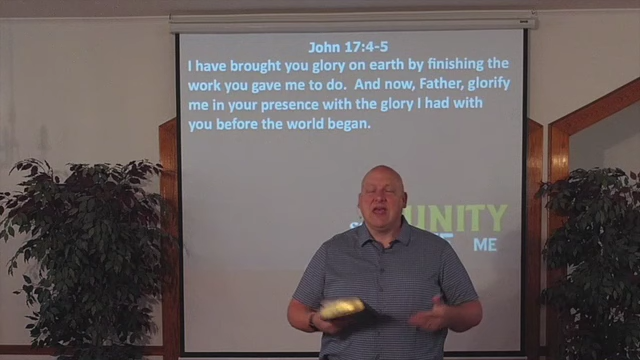 John 17:4-5
I have brought you glory on earth by finishing the
work you gave me to do.  And now, Father, glorify
me in your presence with the glory I had with
you before the world began.
UNITY
ME